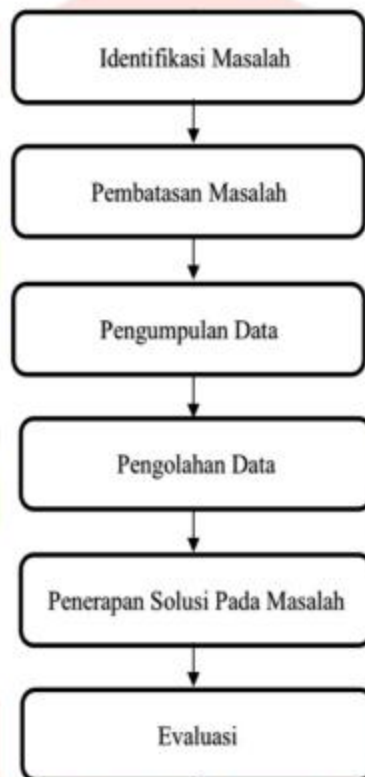 Identifikasi Masalah
Pembatasan Masalah
Pengumpulan Data
Pengolahan Data
Penerapan Solusi Pada Masalah
Evaluasi